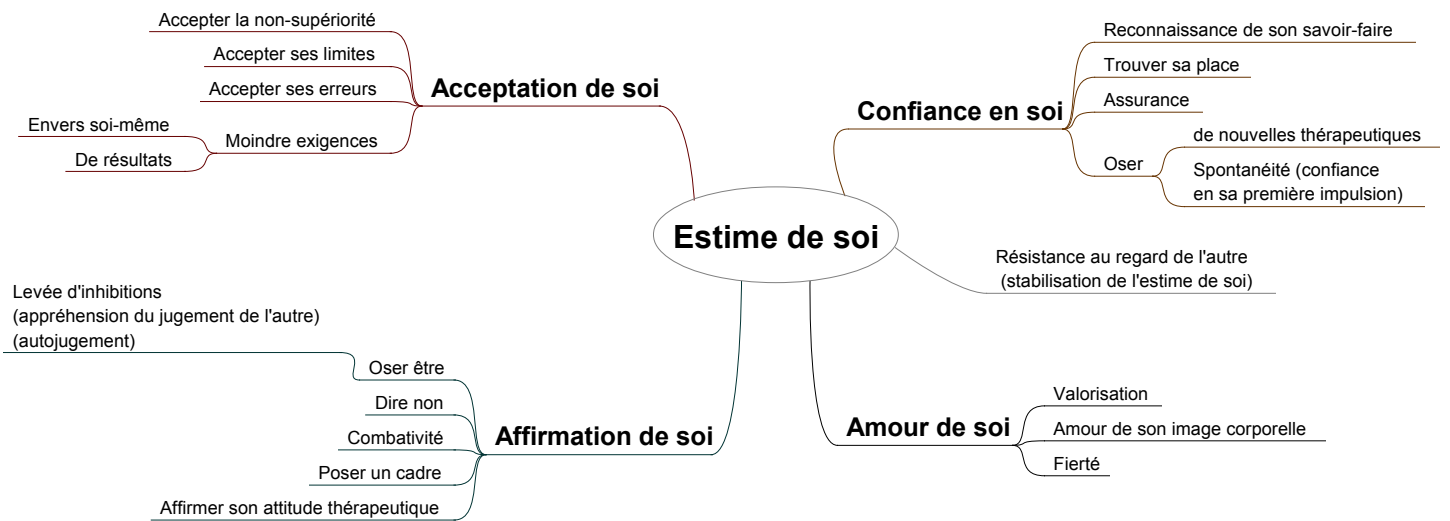 Estime de soi
Acceptation de soi
Accepter la non-supériorité
Accepter ses limites
Accepter ses erreurs
Moindre exigences
Envers soi-même
De résultats
Confiance en soi
Reconnaissance de son savoir-faire
Trouver sa place
Assurance
Oser
de nouvelles thérapeutiques
Spontanéité (confiance
en sa première impulsion)
Résistance au regard de l'autre
(stabilisation de l'estime de soi)
Affirmation de soi
Oser être
Levée d'inhibitions
(appréhension du jugement de l'autre)
(autojugement)
Dire non
Combativité
Poser un cadre
Affirmer son attitude thérapeutique
Amour de soi
Valorisation
Amour de son image corporelle
Fierté